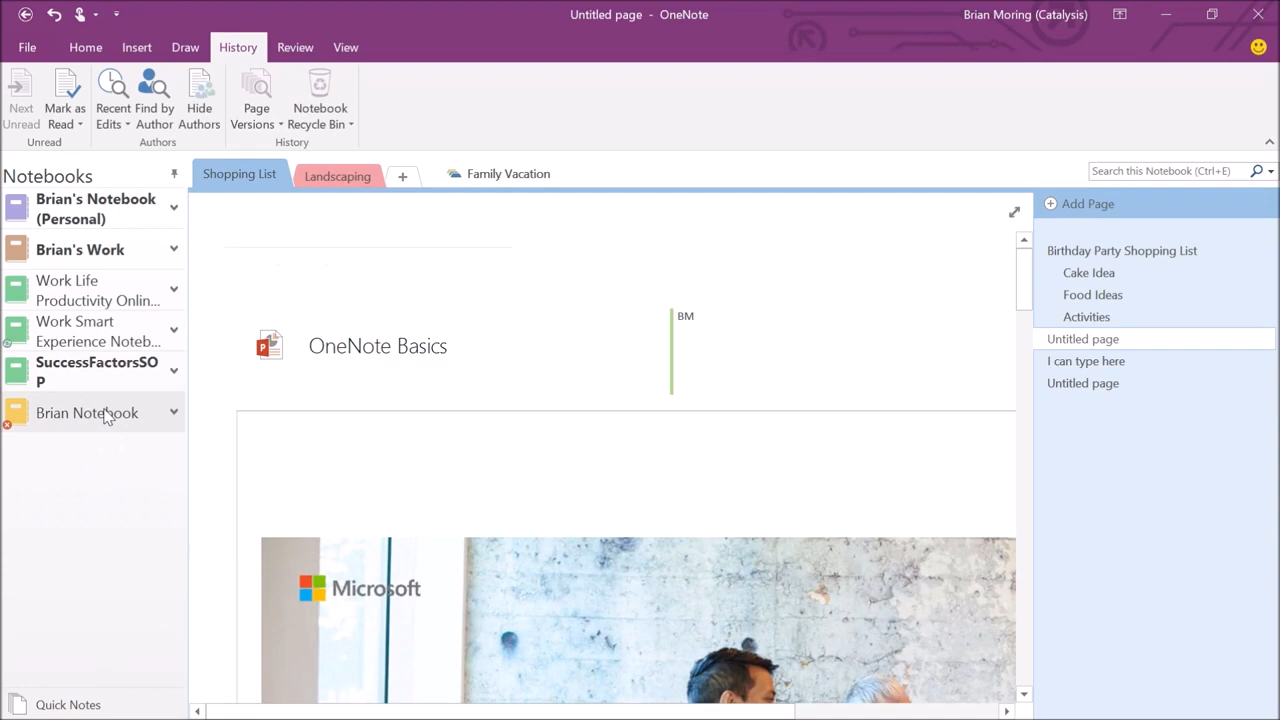 Untitled page - OneNote
Brian Moring (Catalysis)
File
Home
Insert
Draw
History
Review
View
Next
Unread
Mark as
Read
Recent
Edits
Find by
Author
Hide
Authors
Page
Versions
Notebook
Recycle Bin
Unread
Authors
History
Notebooks
Brian's Notebook
(Personal)
Brian's Work
Work Life
Productivity Onlin...
Work Smart
Experience Noteb...
SuccessFactorsSO
P
Brian Notebook
Quick Notes
Shopping List
Landscaping
Family Vacation
Search this Notebook (Ctrl+E)
P
OneNote Basics
BM
Microsoft
Add Page
Birthday Party Shopping List
Cake Idea
Food Ideas
Activities
Untitled page
I can type here
Untitled page